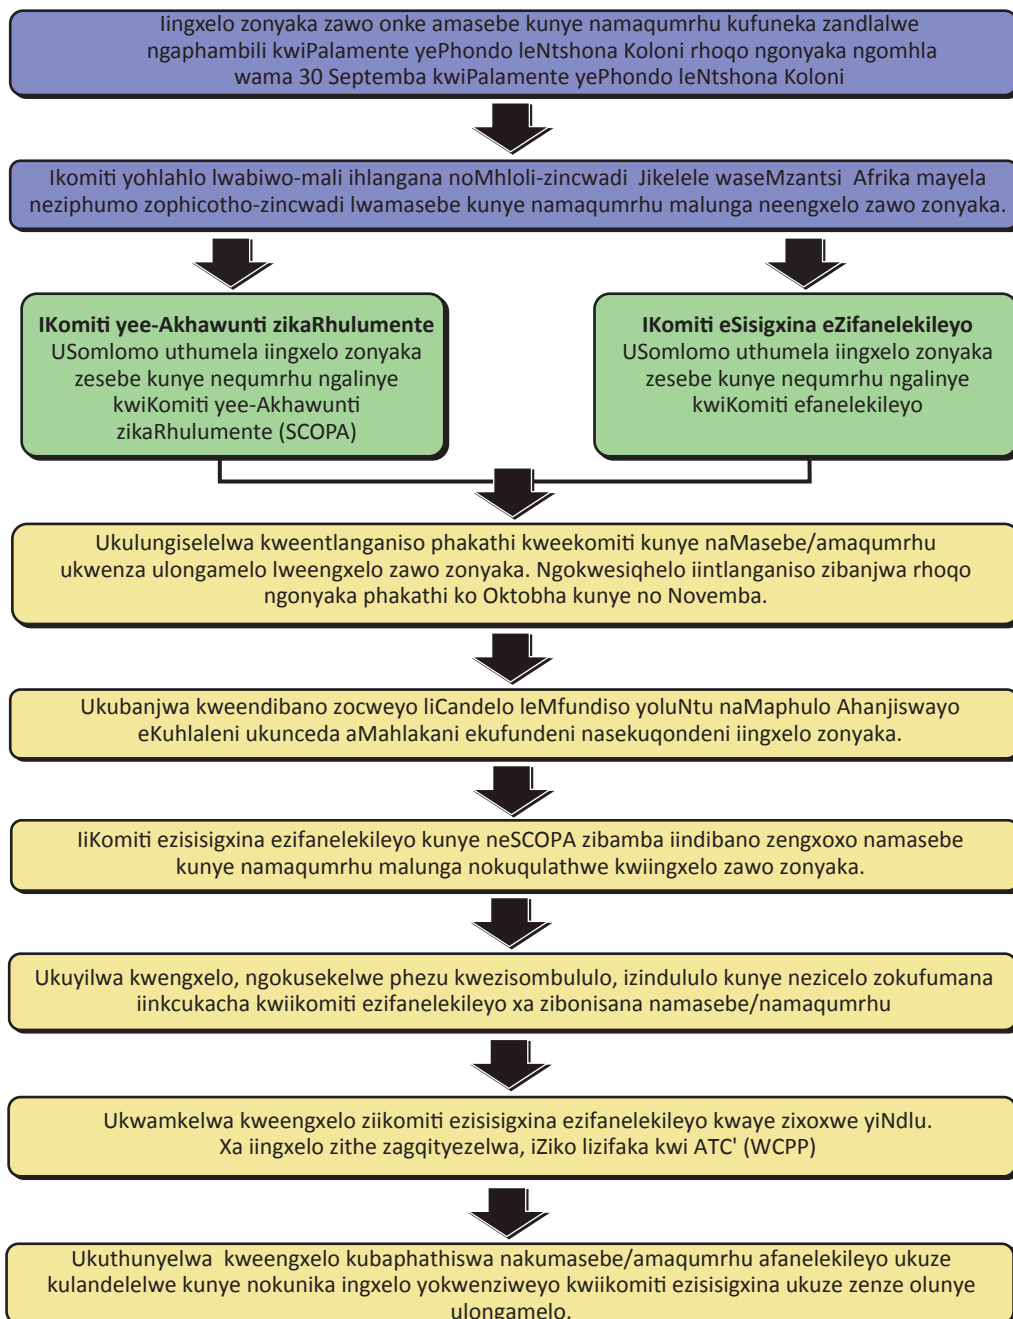 Iingxelo zonyaka zawo onke amasebe kunye namaqumrhu kufuneka zandlalwe
ngaphambili kwiPalamente yePhondo leNtshona Koloni rhoqo ngonyaka ngomhla
wama 30 Septemba kwiPalamente yePhondo leNtshona Koloni
Ikomiti yohlahlo lwabiwo-mali ihlangana noMhloli-zincwadi Jikelele waseMzantsi Afrika mayela
neziphumo zophicotho-zincwadi lwamasebe kunye namaqumrhu malunga neengxelo zawo zonyaka.
IKomiti yee-Akhawunti zikaRhulumente
USomlomo uthumela iingxelo zonyaka
zesebe kunye nequmrhu ngalinye
kwiKomiti yee-Akhawunti
zikaRhulumente (SCOPA)
IKomiti eSisigxina eZifanelekileyo
USomlomo uthumela iingxelo zonyaka
zesebe kunye nequmrhu ngalinye
kwiKomiti efanelekileyo
Ukulungiselelwa kweentlanganiso phakathi kweekomiti kunye naMasebe/amaqumrhu
ukwenza ulongamelo lweengxelo zawo zonyaka. Ngokwesiqhelo iintlanganiso zibanjwa rhoqo
ngonyaka phakathi ko Oktobha kunye no Novemba.
Ukubanjwa kweendibano zocweyo liCandelo leMfundiso yoluNtu naMaphulo Ahanjiswayo
eKuhlaleni ukunceda aMahlakani ekufundeni nasekuqondeni iingxelo zonyaka.
IiKomiti ezisisigxina ezifanelekileyo kunye neSCOPA zibamba iindibano zengxoxo namasebe
kunye namaqumrhu malunga nokuqulathwe kwiingxelo zawo zonyaka.
Ukuyilwa kwengxelo, ngokusekelwe phezu kwezisombululo, izindululo kunye nezicelo zokufumana
iinkcukacha kwiikomiti ezifanelekileyo xa zibonisana namasebe/namaqumrhu
Ukwamkelwa kweengxelo ziikomiti ezisisigxina ezifanelekileyo kwaye zixoxwe yiNdlu.
Xa iingxelo zithe zagqityezelwa, iZiko lizifaka kwi ATC' (WCPP)
Ukuthunyelwa kweengxelo kubaphathiswa nakumasebe/amaqumrhu afanelekileyo ukuze
kulandelelwe kunye nokunika ingxelo yokwenziweyo kwiikomiti ezisisigxina ukuze zenze olunye
ulongamelo.